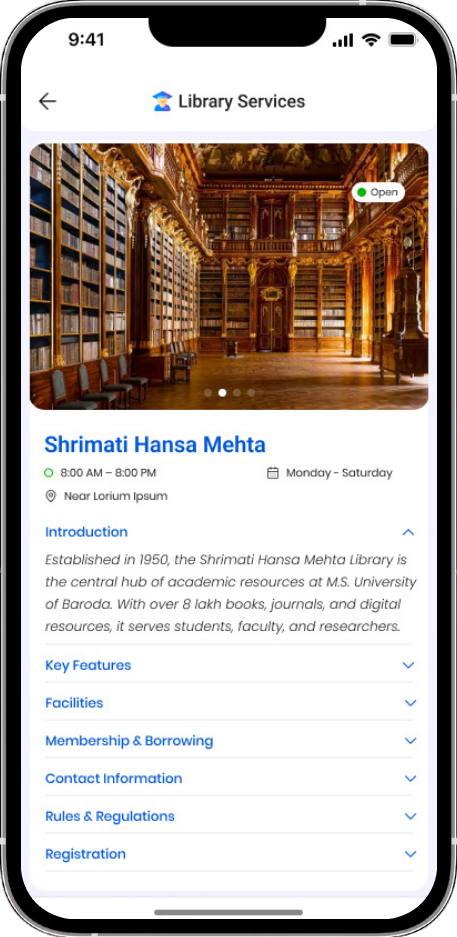 9:41
Library Services
Open
Shrimati Hansa Mehta
8:00 AM – 8:00 PM
Monday - Saturday
Near Lorium Ipsum
Introduction
Established in 1950, the Shrimati Hansa Mehta Library is
the central hub of academic resources at M.S. University
of Baroda. With over 8 lakh books, journals, and digital
resources, it serves students, faculty, and researchers.
Key Features
Facilities
Membership & Borrowing
Contact Information
Rules & Regulations
Registration